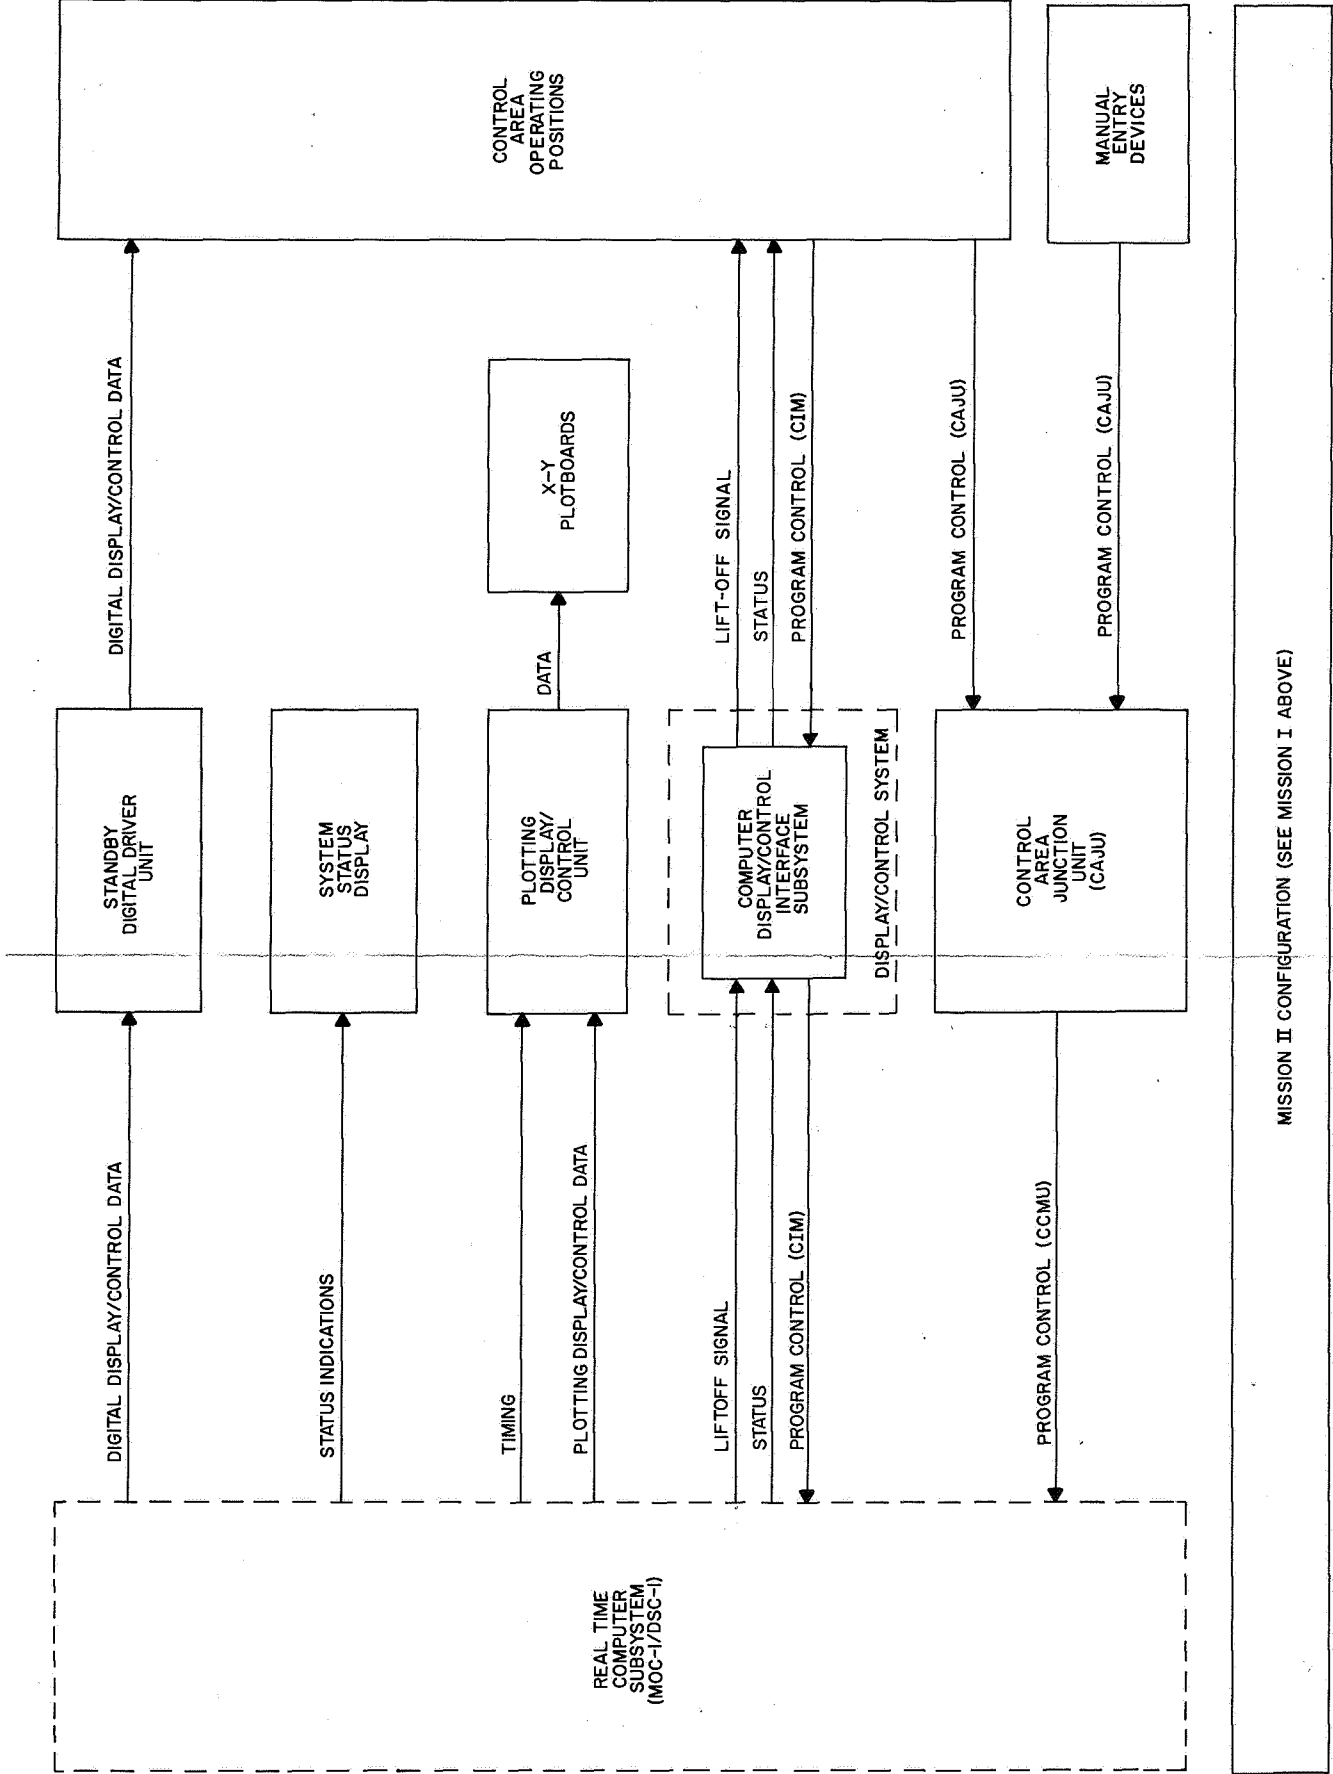 REAL TIME
COMPUTER
SUBSYSTEM
(MOC-1/DSC-1)
DIGITAL DISPLAY/CONTROL DATA
STATUS INDICATIONS
TIMING
PLOTTING DISPLAY/CONTROL DATA
LIFTOFF SIGNAL
STATUS
PROGRAM CONTROL (CIM)
PROGRAM CONTROL (CCMU)
STANDBY
DIGITAL DRIVER
UNIT
SYSTEM
STATUS
DISPLAY
PLOTTING
DISPLAY/
CONTROL
UNIT
COMPUTER
DISPLAY/CONTROL
INTERFACE
SUBSYSTEM
DISPLAY/CONTROL SYSTEM
CONTROL
AREA
JUNCTION
UNIT
(CAJU)
DIGITAL DISPLAY/CONTROL DATA
DATA
X-Y
PLOTBOARDS
LIFT-OFF SIGNAL
STATUS
PROGRAM CONTROL (CIM)
PROGRAM CONTROL (CAJU)
PROGRAM CONTROL (CAJU)
CONTROL
AREA
OPERATING
POSITIONS
MANUAL
ENTRY
DEVICES
MISSION II CONFIGURATION (SEE MISSION I ABOVE)